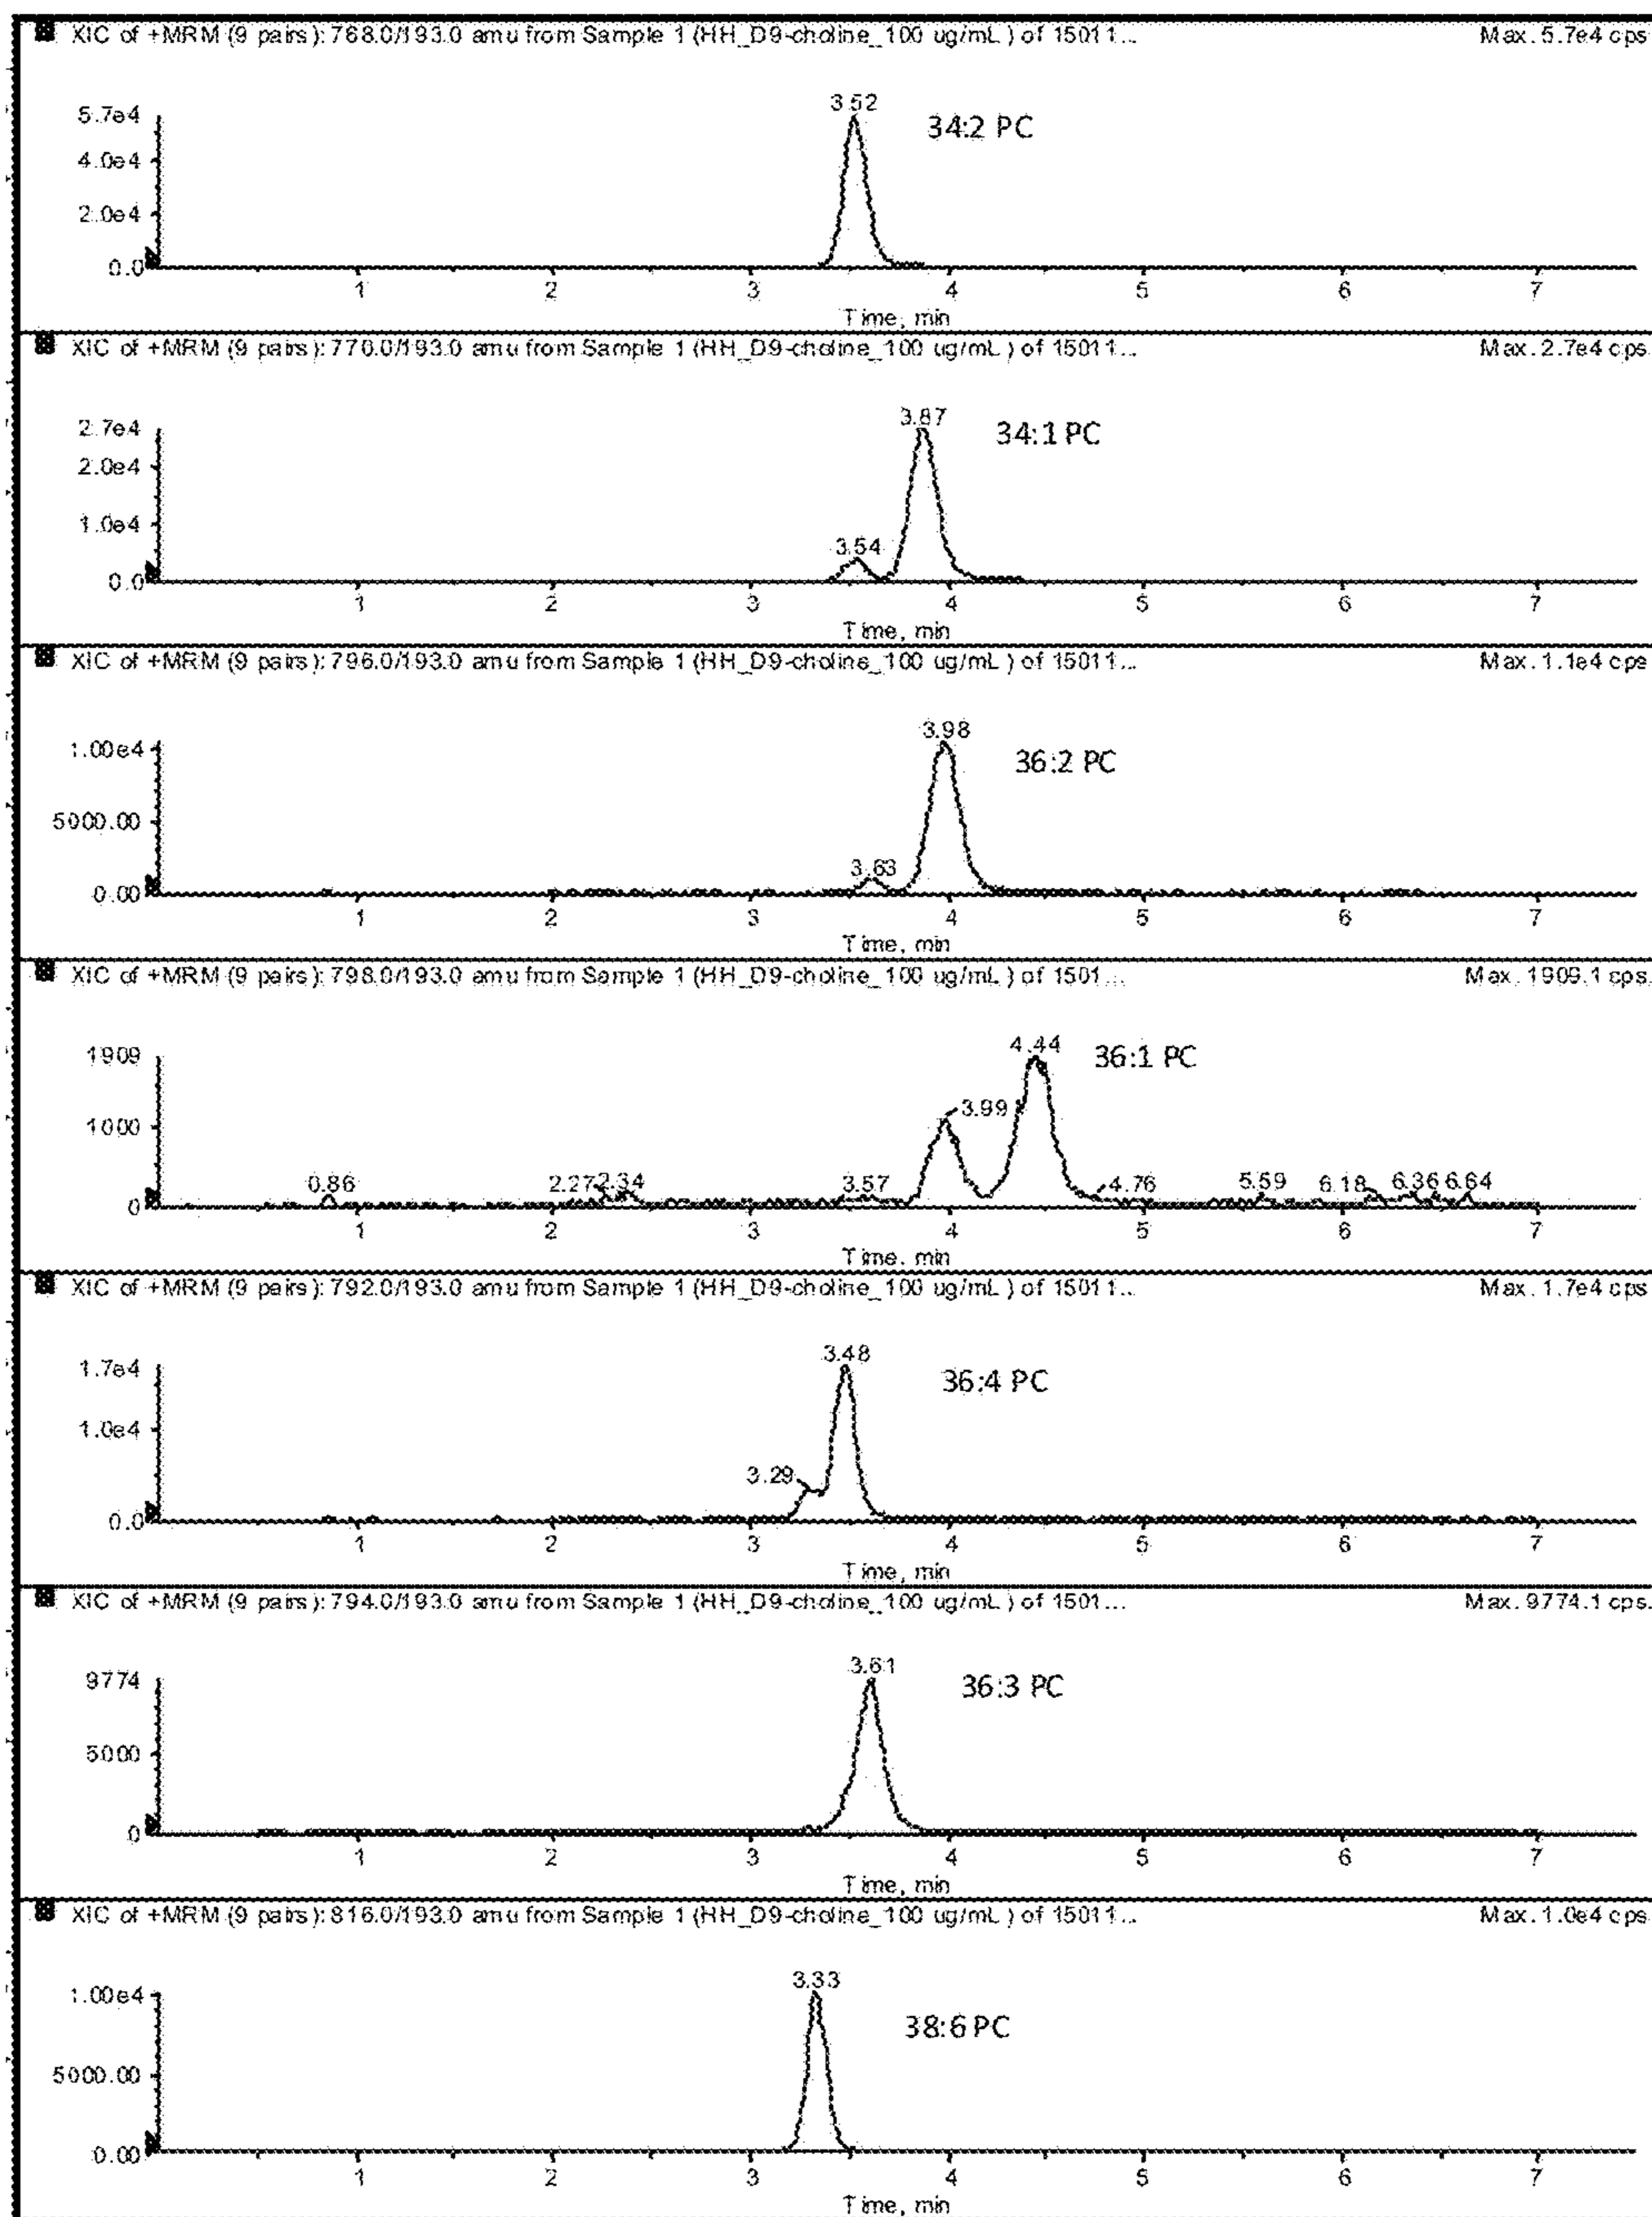 XIC of +MRM (9 pairs): 768.0/193.0 amu from Sample 1 (HH_D9-choline_100 ug/mL ) of 15011... Max. 5.7e4 cps
3.52
34:2 PC
5.7e4
4.0e4
2.0e4
0.0
1 2 3 4 5 6 7
Time, min
XIC of +MRM (9 pairs): 770.0/193.0 amu from Sample 1 (HH_D9-choline_100 ug/mL ) of 15011... Max. 2.7e4 cps.
3.87
34:1 PC
2.7e4
2.0e4
1.0e4
3.54
0.0
1 2 3 4 5 6 7
Time, min
XIC of +MRM (9 pairs): 796.0/193.0 amu from Sample 1 (HH_D9-choline_100 ug/mL ) of 15011... Max. 1.1e4 cps
3.98
1.00e4
36:2 PC
5000.00
3.63
0.00
1 2 3 4 5 6 7
Time, min
XIC of +MRM (9 pairs): 798.0/193.0 amu from Sample 1 (HH_D9-choline_100 ug/mL ) of 1501... Max. 1909.1 cps.
4.44
1909
36:1 PC
3.99
1000
0.86 2.27 2.34 3.57 4.76 5.59 6.18 6.36 6.64
0
1 2 3 4 5 6 7
Time, min
XIC of +MRM (9 pairs): 792.0/193.0 amu from Sample 1 (HH_D9-choline_100 ug/mL ) of 15011... Max. 1.7e4 cps
3.48
1.7e4
36:4 PC
1.0e4
3.29
0.0
1 2 3 4 5 6 7
Time, min
XIC of +MRM (9 pairs): 794.0/193.0 amu from Sample 1 (HH_D9-choline_100 ug/mL ) of 1501... Max. 9774.1 cps.
3.61
9774
36:3 PC
5000
0
1 2 3 4 5 6 7
Time, min
XIC of +MRM (9 pairs): 816.0/193.0 amu from Sample 1 (HH_D9-choline_100 ug/mL ) of 15011... Max. 1.0e4 cps
3.33
1.00e4
38:6 PC
5000.00
0.00
1 2 3 4 5 6 7
Time, min